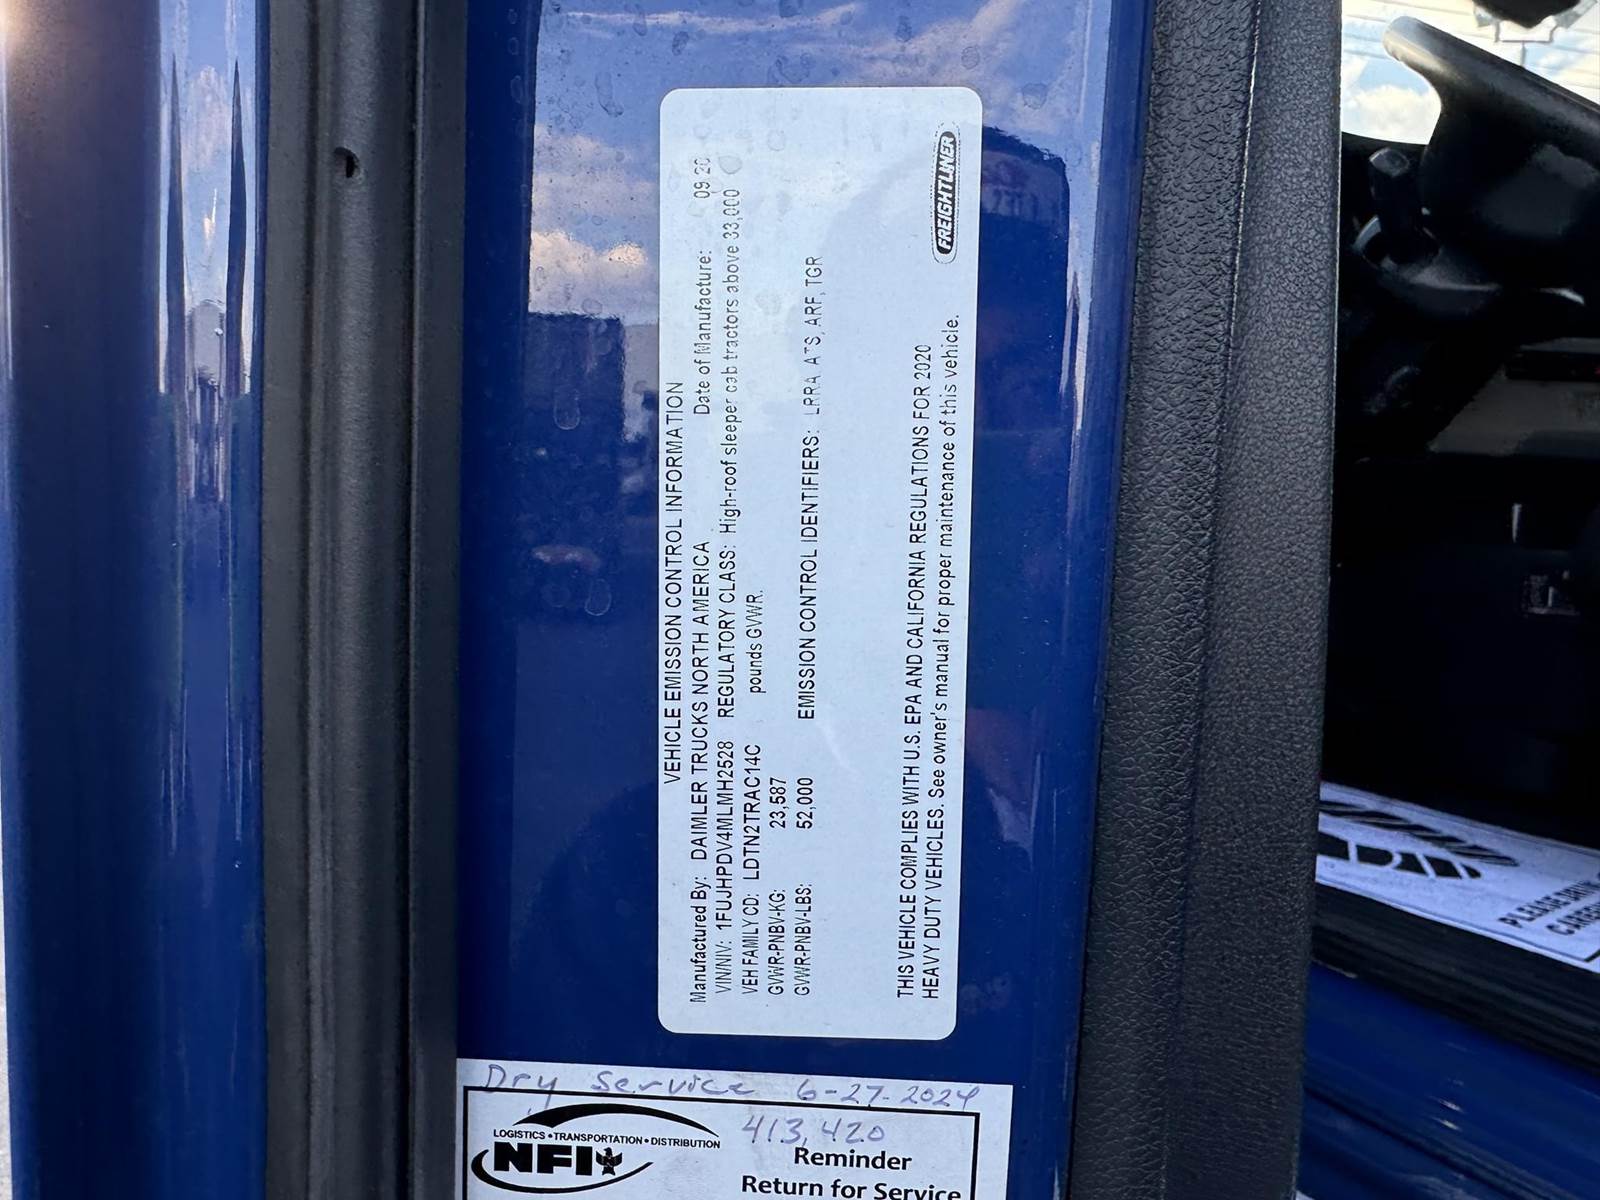 VEHICLE EMISSION CONTROL INFORMATION
Manufactured By: DAIMLER TRUCKS NORTH AMERICA Date of Manufacture: 09 20
VIN/NIV: 1FUJHPDV4MLMH2528 REGULATORY CLASS: High-roof sleeper cab tractors above 33,000
VEH FAMILY CD: LDTN2TRAC14C pounds GVWR.
GVWR-PNBV-KG: 23,587
GVWR-PNBV-LBS: 52,000 EMISSION CONTROL IDENTIFIERS: LRRA, ATS, ARF, TGR
THIS VEHICLE COMPLIES WITH U.S. EPA AND CALIFORNIA REGULATIONS FOR 2020
HEAVY DUTY VEHICLES. See owner's manual for proper maintenance of this vehicle.
FREIGHTLINER
Dry Service 6-27-2024
413,420
LOGISTICS • TRANSPORTATION • DISTRIBUTION
NFI
Reminder
Return for Service
PLEASE DRIVE